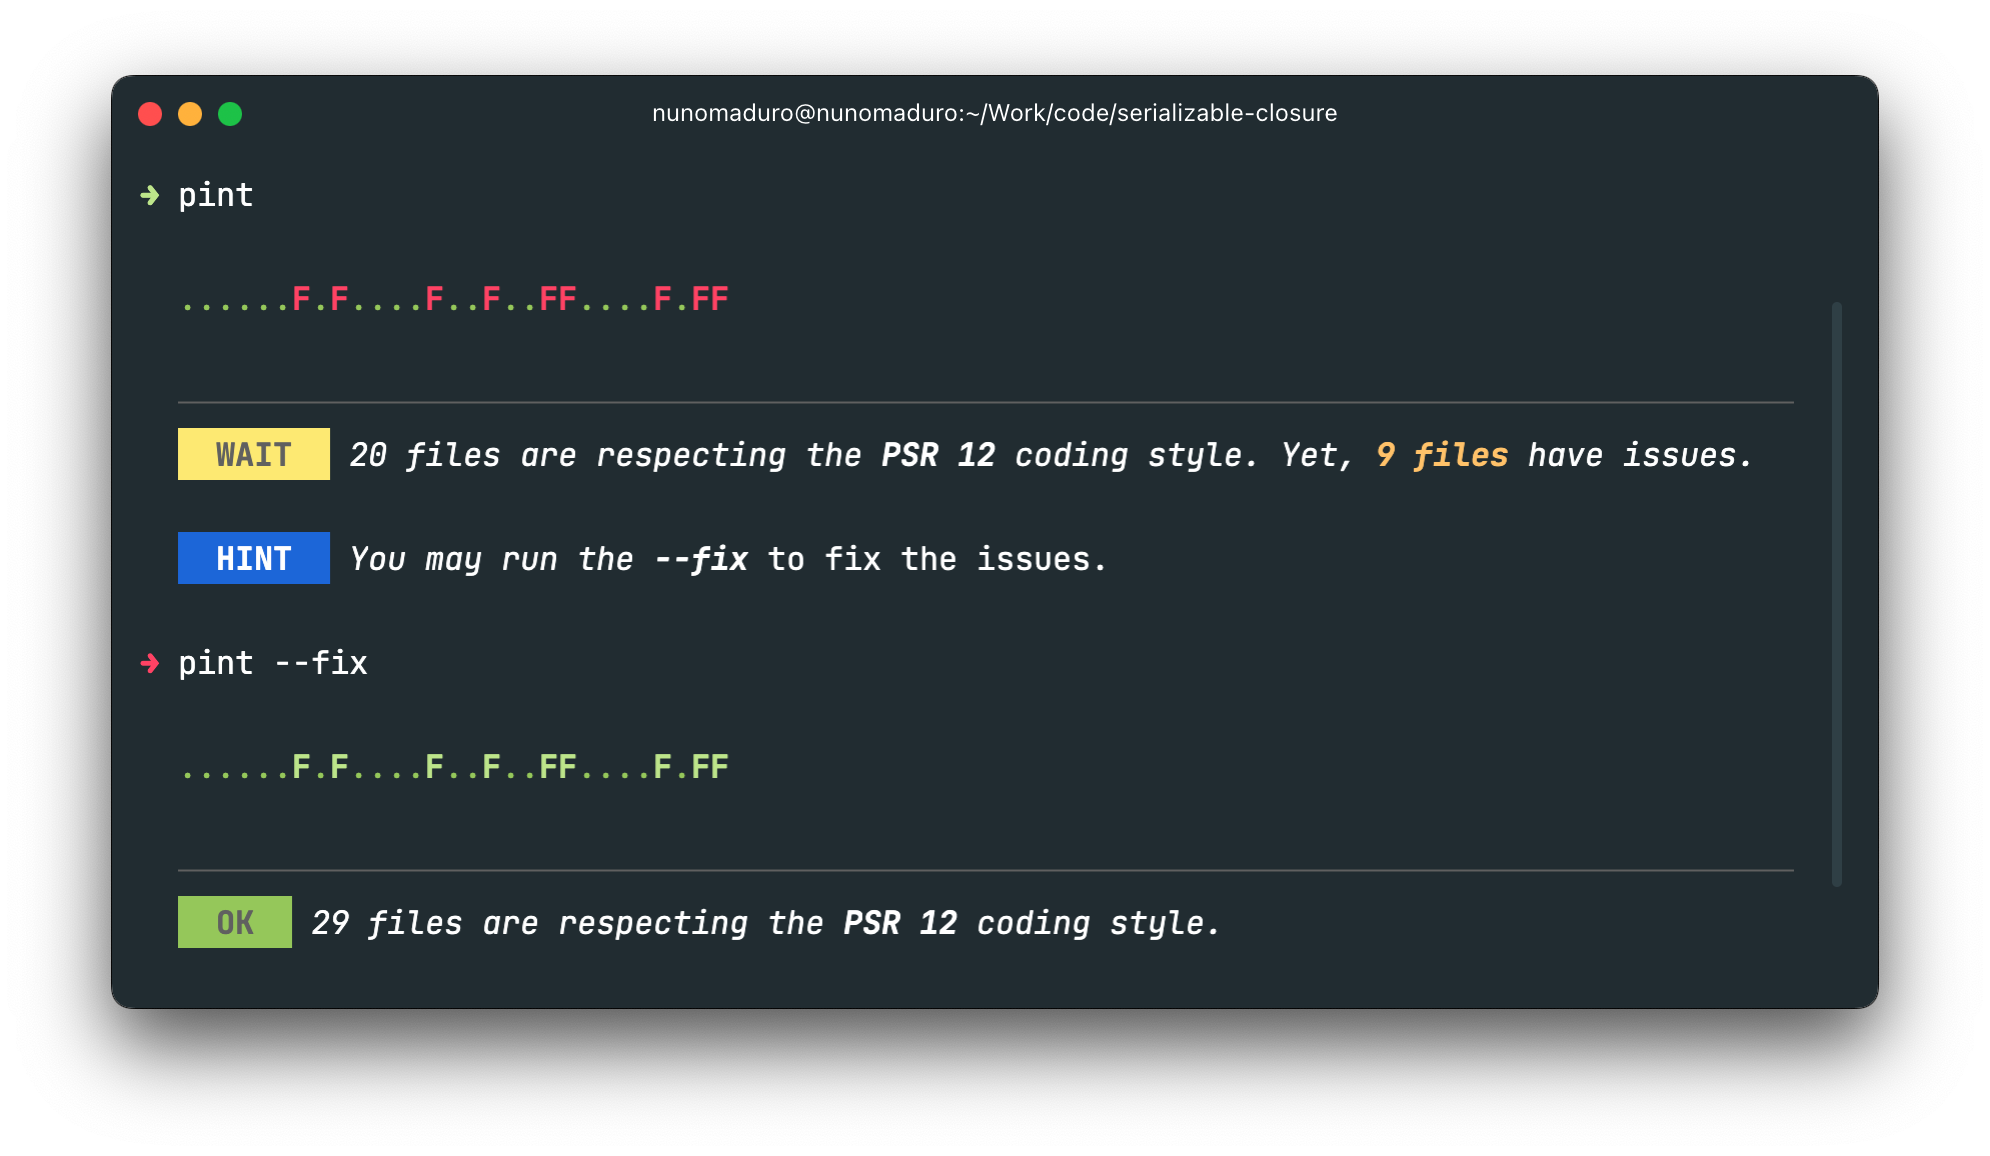 nunomaduro@nunomaduro:~/Work/code/serializable-closure
➜ pint
......F.F....F..F..FF....F.FF
WAIT 20 files are respecting the PSR 12 coding style. Yet, 9 files have issues.
HINT You may run the --fix to fix the issues.
➜ pint --fix
......F.F....F..F..FF....F.FF
OK 29 files are respecting the PSR 12 coding style.